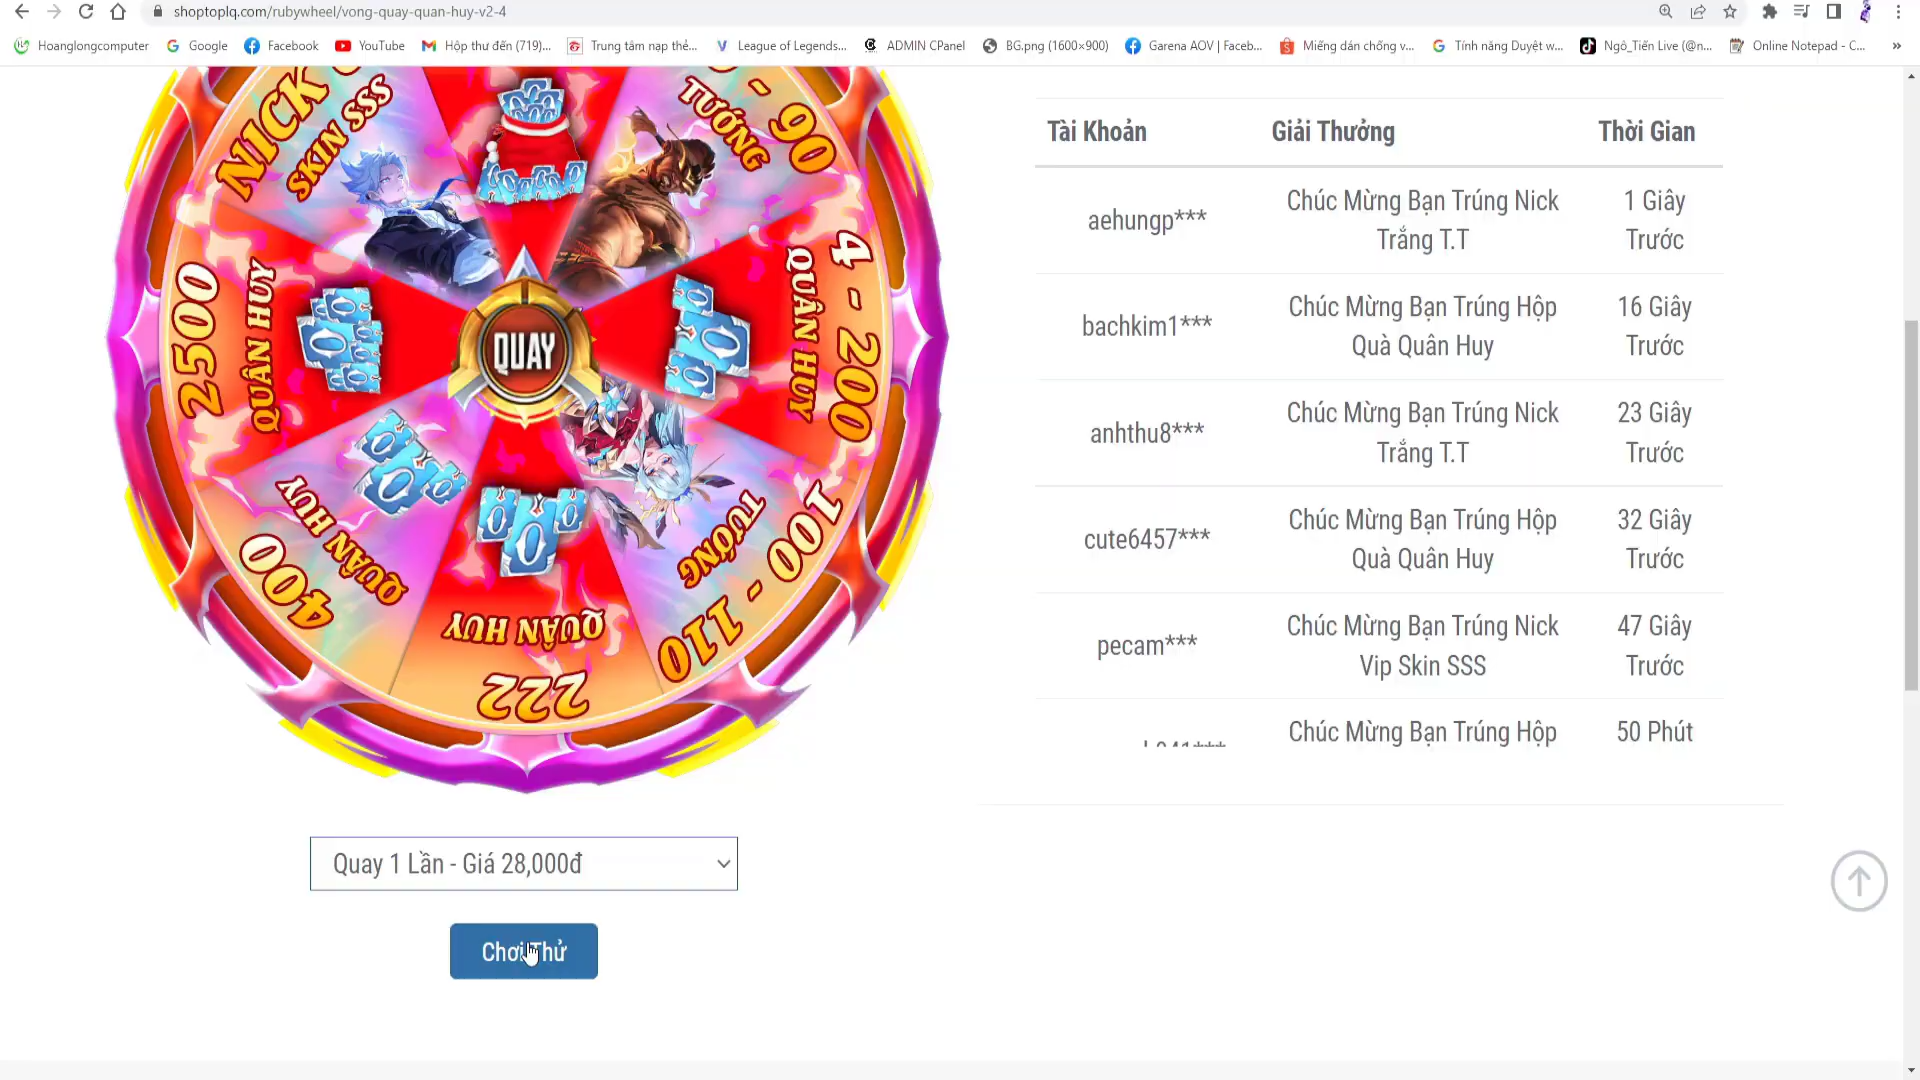 shoptoplq.com/rubywheel/vong-quay-quan-huy-v2-4
Hoanglongcomputer
Google
Facebook
YouTube
Hộp thư đến (719)...
Trung tâm nạp thẻ...
League of Legends...
ADMIN CPanel
BG.png (1600×900)
Garena AOV | Faceb...
Miếng dán chống v...
Tính năng Duyệt w...
Ngô_Tiến Live (@n...
Online Notepad - C...
»
NICK
SKIN SSS
- 90
TƯỚNG
4 - 200
QUÂN HUY
100 - 110
TƯỚNG
222
QUÂN HUY
400
QUÂN HUY
2500
QUÂN HUY
QUAY
Quay 1 Lần - Giá 28,000đ
Chơi Thử
Tài Khoản Giải Thưởng Thời Gian
aehungp***
Chúc Mừng Bạn Trúng Nick
Trắng T.T
1 Giây
Trước
bachkim1***
Chúc Mừng Bạn Trúng Hộp
Quà Quân Huy
16 Giây
Trước
anhthu8***
Chúc Mừng Bạn Trúng Nick
Trắng T.T
23 Giây
Trước
cute6457***
Chúc Mừng Bạn Trúng Hộp
Quà Quân Huy
32 Giây
Trước
pecam***
Chúc Mừng Bạn Trúng Nick
Vip Skin SSS
47 Giây
Trước
Chúc Mừng Bạn Trúng Hộp
50 Phút